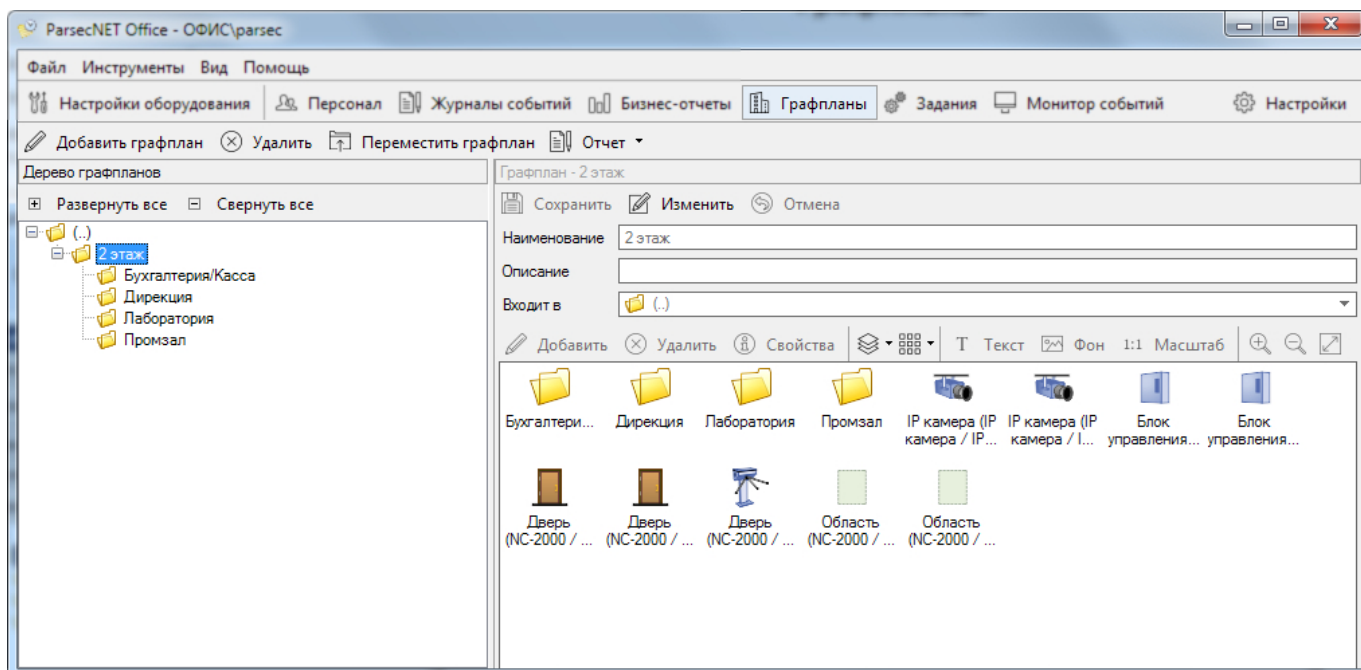 ParsecNET Office - ОФИС\parsec
Файл Инструменты Вид Помощь
Настройки оборудования Персонал Журналы событий Бизнес-отчеты Графпланы Задания Монитор событий Настройки
Добавить графплан Удалить Переместить графплан Отчет
Дерево графпланов
Развернуть все Свернуть все
(..)
2 этаж
Бухгалтерия/Касса
Дирекция
Лаборатория
Промзал
Графплан - 2 этаж
Сохранить Изменить Отмена
Наименование 2 этаж
Описание
Входит в (..)
Добавить Удалить Свойства T Текст Фон 1:1 Масштаб
Бухгалтери... Дирекция Лаборатория Промзал IP камера (IP IP камера (IP Блок Блок
камера / IP... камера / I... управления... управления...
Дверь Дверь Дверь Область Область
(NC-2000 / ... (NC-2000 / ... (NC-2000 / ... (NC-2000 / ... (NC-2000 / ...